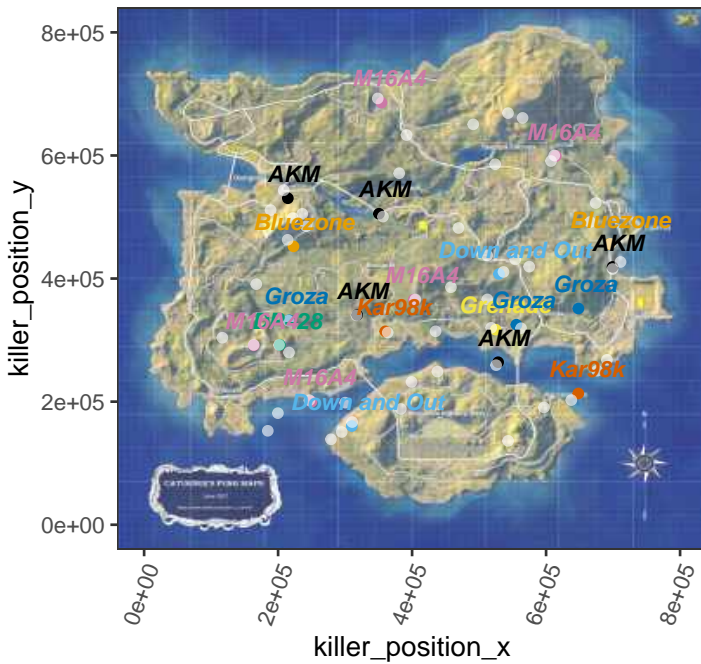 8e+05
6e+05
4e+05
2e+05
0e+00
killer_position_y
M16A4
M16A4
AKM
AKM
Bluezone
Bluezone
AKM
Down and Out
M16A4
Groza
AKM
Groza
Groza
Kar98k
Grenade
M16A4
AKM
M16A4
Kar98k
Down and Out
0e+00
2e+05
4e+05
6e+05
8e+05
killer_position_x